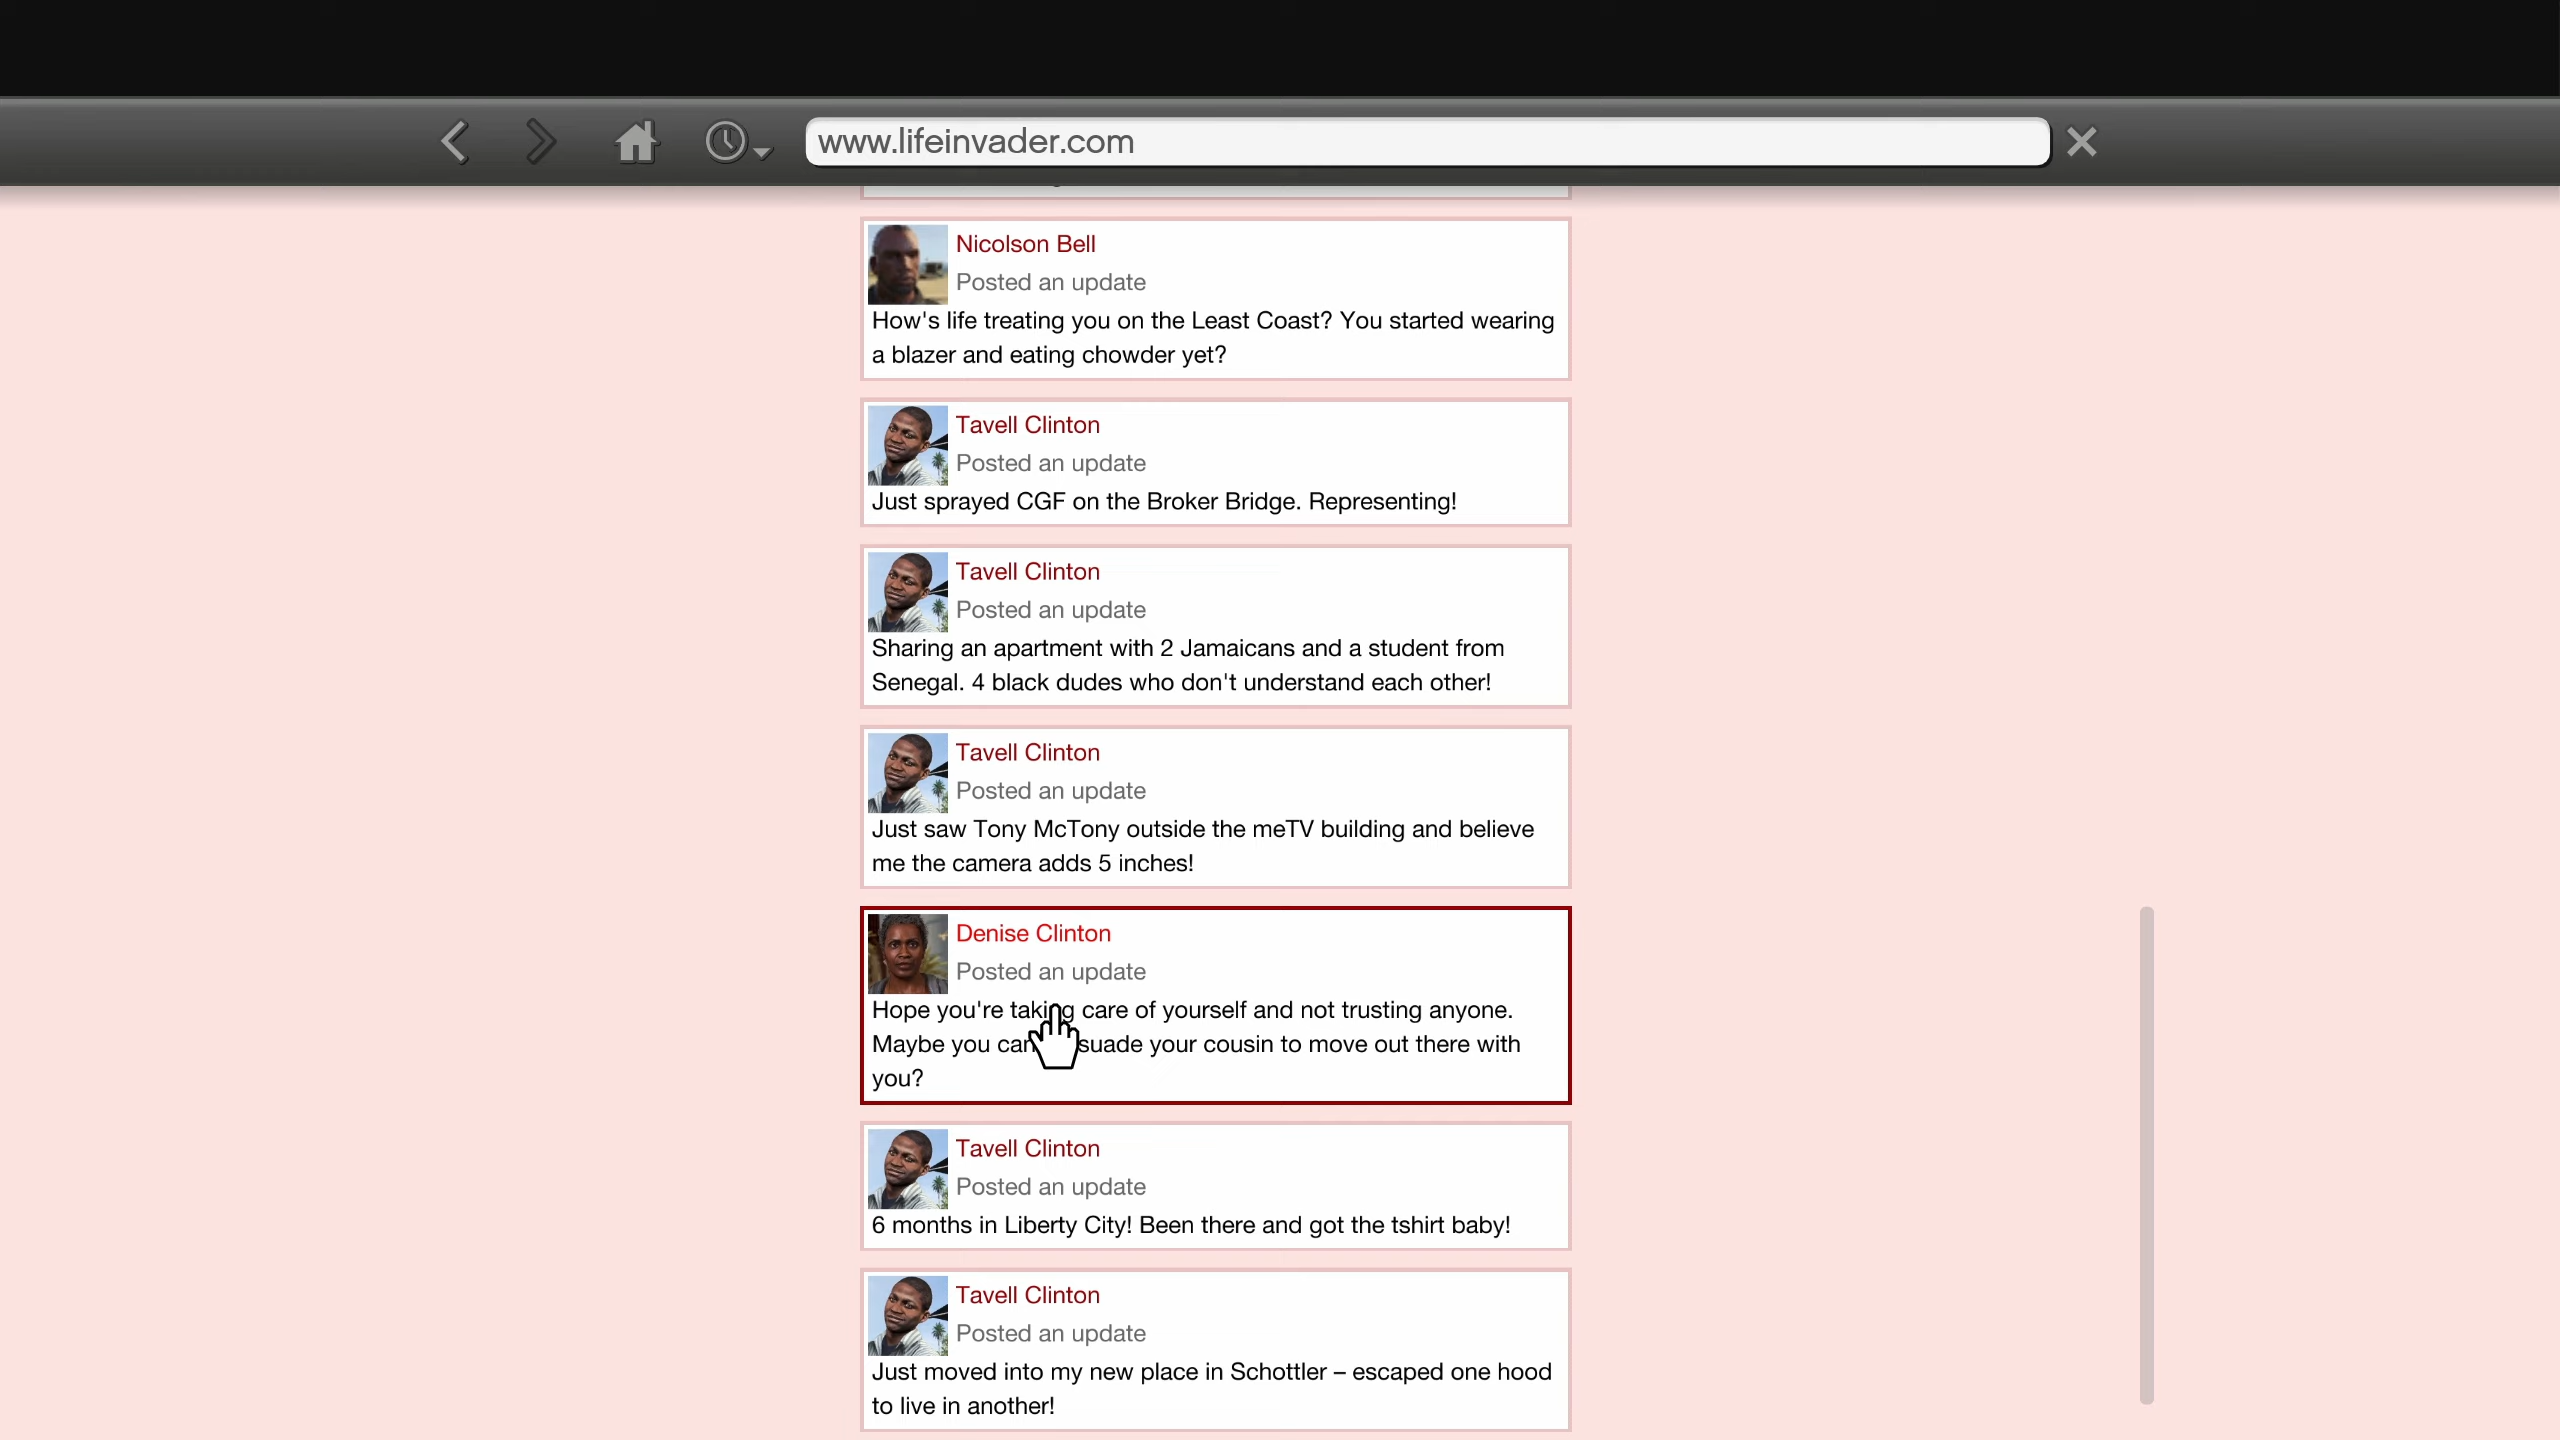 www.lifeinvader.com
Nicolson Bell
Posted an update
How's life treating you on the Least Coast? You started wearing
a blazer and eating chowder yet?
Tavell Clinton
Posted an update
Just sprayed CGF on the Broker Bridge. Representing!
Tavell Clinton
Posted an update
Sharing an apartment with 2 Jamaicans and a student from
Senegal. 4 black dudes who don't understand each other!
Tavell Clinton
Posted an update
Just saw Tony McTony outside the meTV building and believe
me the camera adds 5 inches!
Denise Clinton
Posted an update
Hope you're taking care of yourself and not trusting anyone.
Maybe you can suade your cousin to move out there with
you?
Tavell Clinton
Posted an update
6 months in Liberty City! Been there and got the tshirt baby!
Tavell Clinton
Posted an update
Just moved into my new place in Schottler – escaped one hood
to live in another!